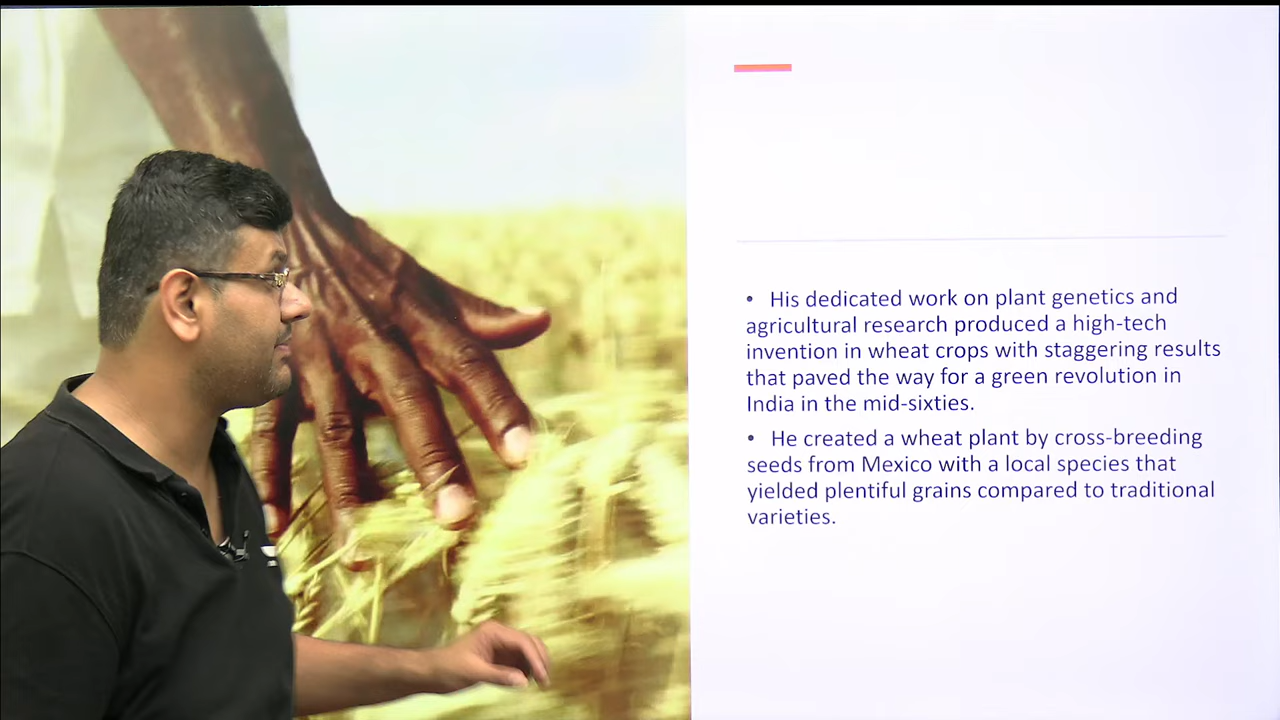 • His dedicated work on plant genetics and
agricultural research produced a high-tech
invention in wheat crops with staggering results
that paved the way for a green revolution in
India in the mid-sixties.
• He created a wheat plant by cross-breeding
seeds from Mexico with a local species that
yielded plentiful grains compared to traditional
varieties.